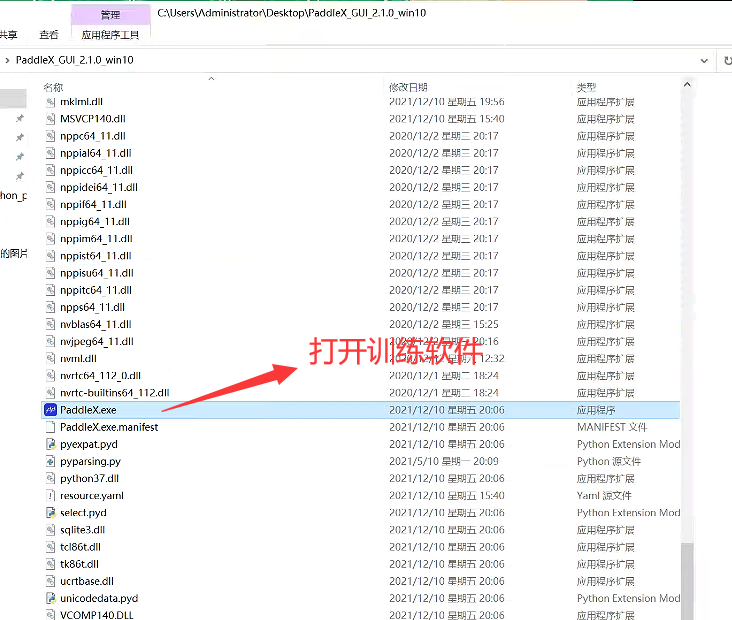 管理
C:\Users\Administrator\Desktop\PaddleX_GUI_2.1.0_win10
共享 查看 应用程序工具
PaddleX_GUI_2.1.0_win10
名称 修改日期 类型
mklml.dll 2021/12/10 星期五 19:56 应用程序扩展
MSVCP140.dll 2021/12/10 星期五 15:40 应用程序扩展
nppc64_11.dll 2020/12/2 星期三 20:17 应用程序扩展
nppial64_11.dll 2020/12/2 星期三 20:17 应用程序扩展
nppicc64_11.dll 2020/12/2 星期三 20:17 应用程序扩展
nppidei64_11.dll 2020/12/2 星期三 20:17 应用程序扩展
hon_p
nppif64_11.dll 2020/12/2 星期三 20:17 应用程序扩展
nppig64_11.dll 2020/12/2 星期三 20:17 应用程序扩展
nppim64_11.dll 2020/12/2 星期三 20:17 应用程序扩展
的图片
nppist64_11.dll 2020/12/2 星期三 20:17 应用程序扩展
nppisu64_11.dll 2020/12/2 星期三 20:17 应用程序扩展
nppitc64_11.dll 2020/12/2 星期三 20:17 应用程序扩展
npps64_11.dll 2020/12/2 星期三 20:17 应用程序扩展
nvblas64_11.dll 2020/12/2 星期三 15:25 应用程序扩展
nvjpeg64_11.dll 2020/12/2 星期三 20:16 应用程序扩展
打开训练软件
nvml.dll 12:32 应用程序扩展
nvrtc64_112_0.dll 2020/12/1 星期二 18:24 应用程序扩展
nvrtc-builtins64_112.dll 2020/12/1 星期二 18:24 应用程序扩展
PaddleX.exe 2021/12/10 星期五 20:06 应用程序
PaddleX.exe.manifest 2021/12/10 星期五 20:06 MANIFEST 文件
pyexpat.pyd 2021/12/10 星期五 20:06 Python Extension Mod
pyparsing.py 2021/5/10 星期一 20:09 Python 源文件
python37.dll 2021/12/10 星期五 20:06 应用程序扩展
resource.yaml 2021/12/10 星期五 15:40 Yaml 源文件
select.pyd 2021/12/10 星期五 20:06 Python Extension Mod
sqlite3.dll 2021/12/10 星期五 20:06 应用程序扩展
tcl86t.dll 2021/12/10 星期五 20:06 应用程序扩展
tk86t.dll 2021/12/10 星期五 20:06 应用程序扩展
ucrtbase.dll 2021/12/10 星期五 20:06 应用程序扩展
unicodedata.pyd 2021/12/10 星期五 20:06 Python Extension Mod
VCOMP140.DLL 2021/12/10 星期五 20:06 应用程序扩展